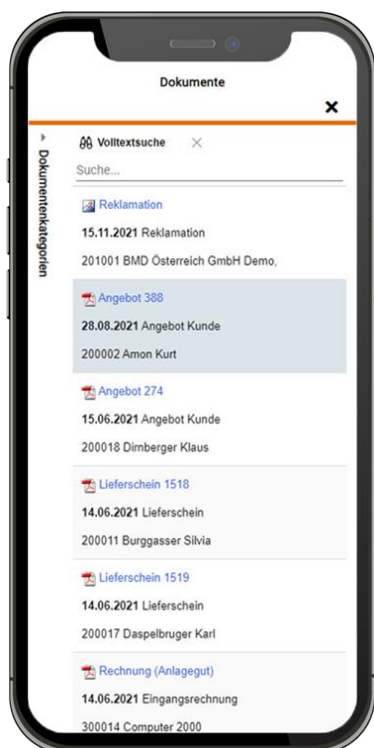 Dokumente
Dokumentenkategorien
Volltextsuche
Suche...
Reklamation
15.11.2021 Reklamation
201001 BMD Österreich GmbH Demo,
Angebot 388
28.08.2021 Angebot Kunde
200002 Amon Kurt
Angebot 274
15.06.2021 Angebot Kunde
200018 Dirnberger Klaus
Lieferschein 1518
14.06.2021 Lieferschein
200011 Burggasser Silvia
Lieferschein 1519
14.06.2021 Lieferschein
200017 Daspelbruger Karl
Rechnung (Anlagegut)
14.06.2021 Eingangsrechnung
300014 Computer 2000